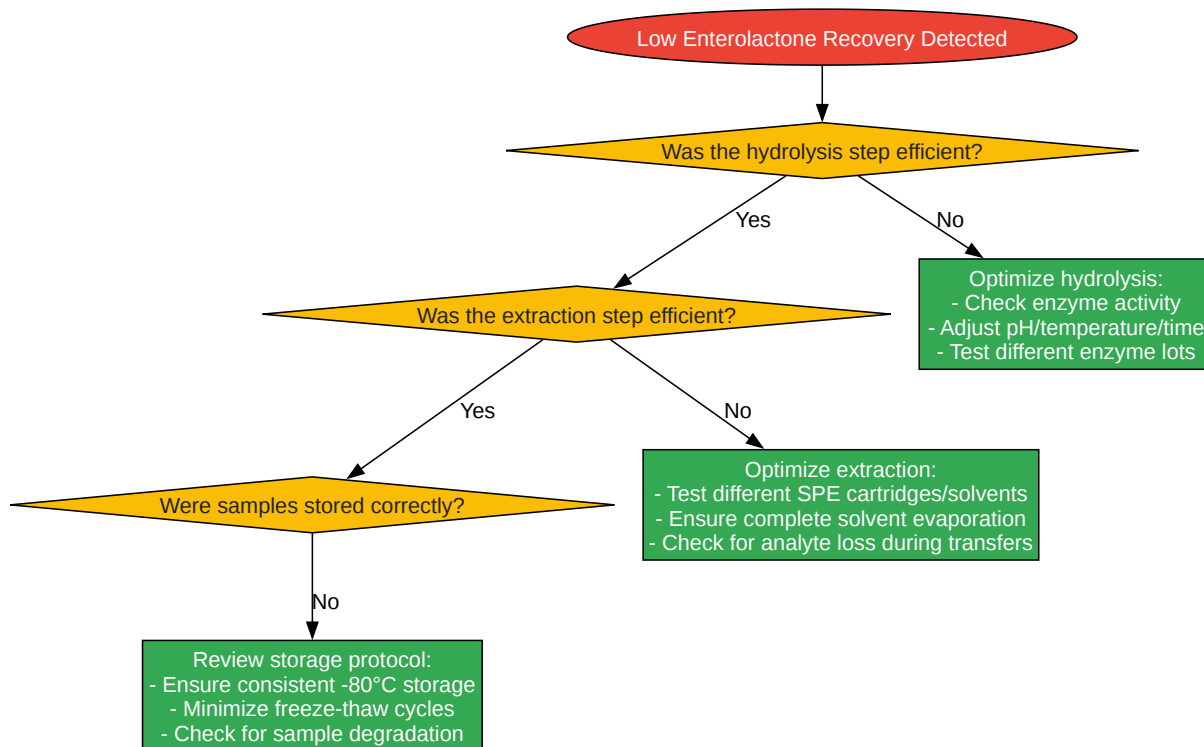 Low Enterolactone Recovery Detected
Was the hydrolysis step efficient?
Yes
No
Optimize hydrolysis:
- Check enzyme activity
- Adjust pH/temperature/time
- Test different enzyme lots
Was the extraction step efficient?
Yes
No
Optimize extraction:
- Test different SPE cartridges/solvents
- Ensure complete solvent evaporation
- Check for analyte loss during transfers
Were samples stored correctly?
No
Review storage protocol:
- Ensure consistent -80°C storage
- Minimize freeze-thaw cycles
- Check for sample degradation